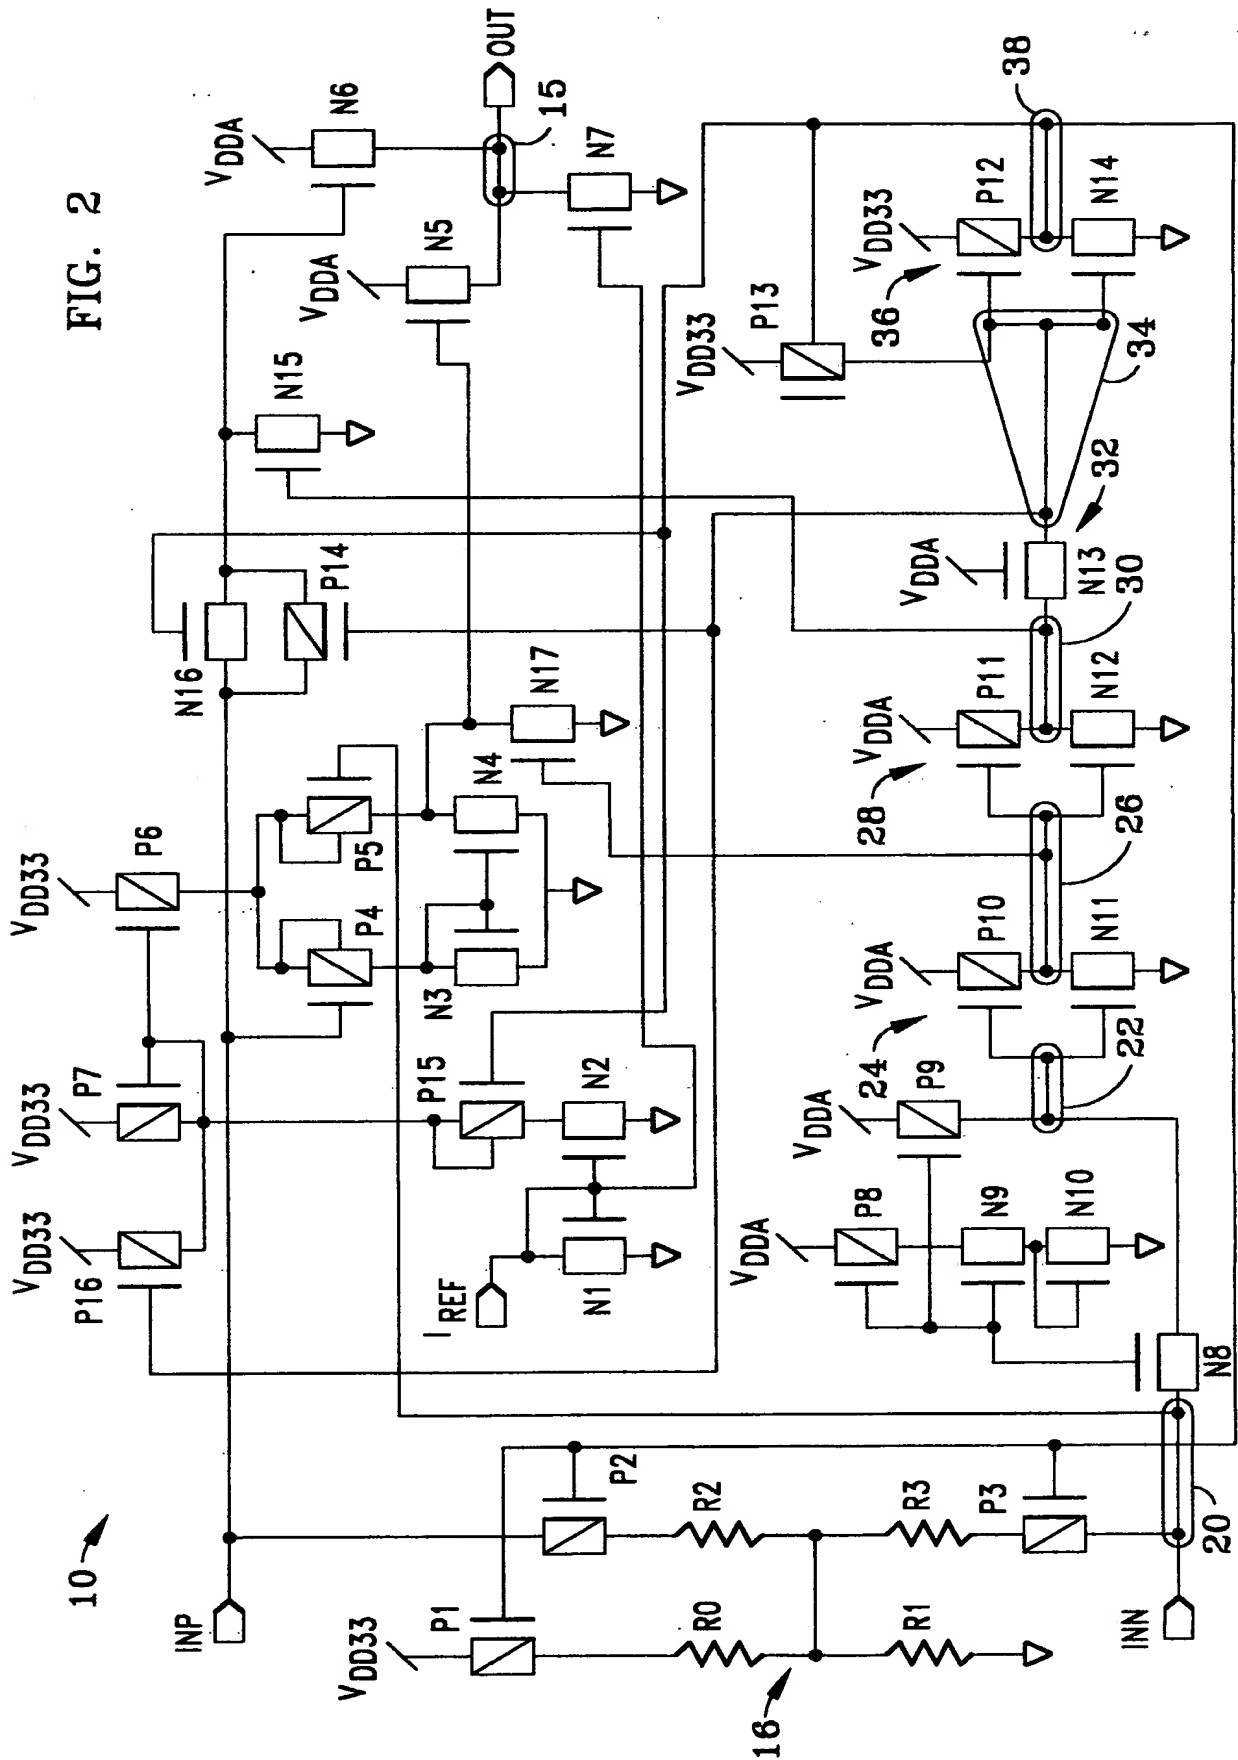 FIG. 2
10
INP
16
VDD33
P1
R0
R1
INN
P2
R2
R3
P3
20
VDD33
P16
VDD33
P7
VDD33
P6
IREF
N1
N2
P15
P4
P5
N3
N4
N17
N16
P14
N15
VDDA
N5
VDDA
N6
OUT
15
N7
N8
VDDA
P8
N9
N10
VDDA
P9
22
24
VDDA
P10
N11
26
28
VDDA
P11
N12
30
VDDA
N13
32
34
VDD33
P13
36
VDD33
P12
N14
38